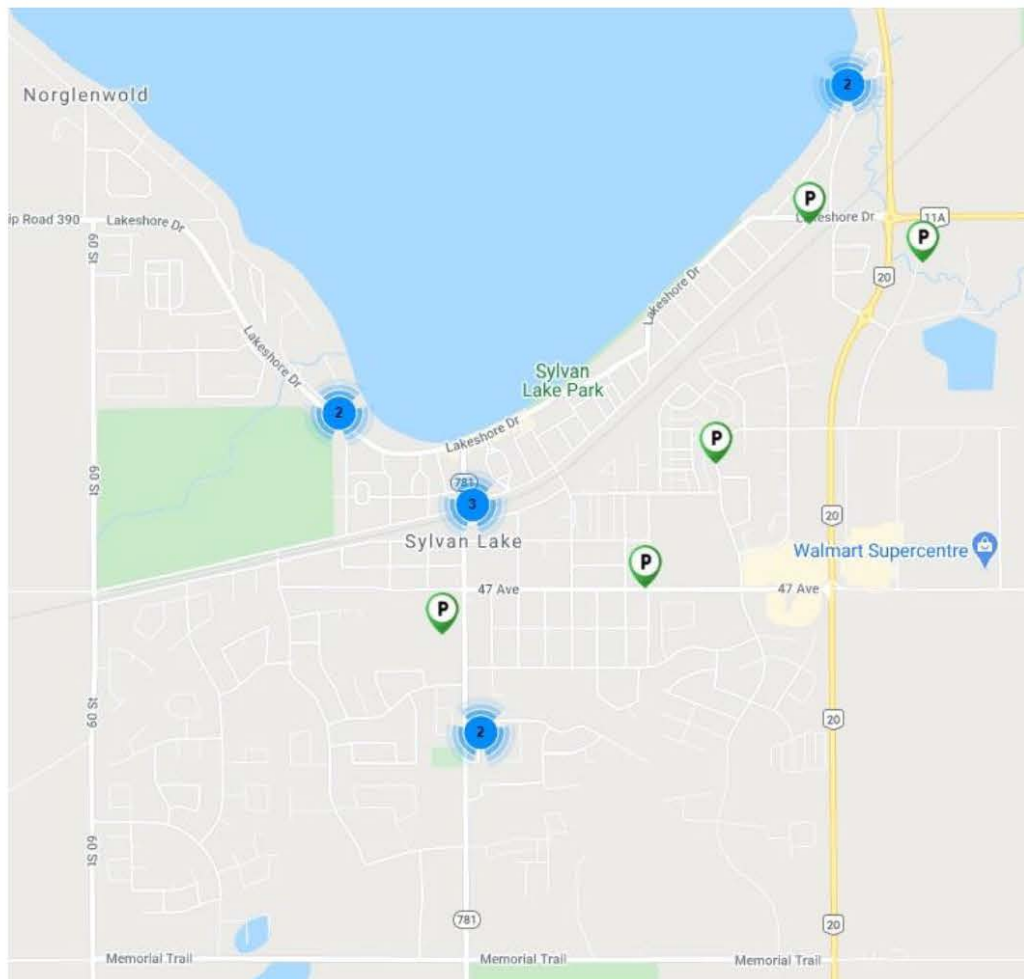 2
Norglenwold
P
ip Road 390
Lakeshore Dr
Lakeshore Dr
11A
60 St
P
20
Lakeshore Dr
Lakeshore Dr
Sylvan
Lake Park
2
P
Lakeshore Dr
60 St
781
3
20
Sylvan Lake
Walmart Supercentre
P
47 Ave
47 Ave
P
60 St
20
2
60 St
781
20
Memorial Trail
Memorial Trail
Memorial Trail